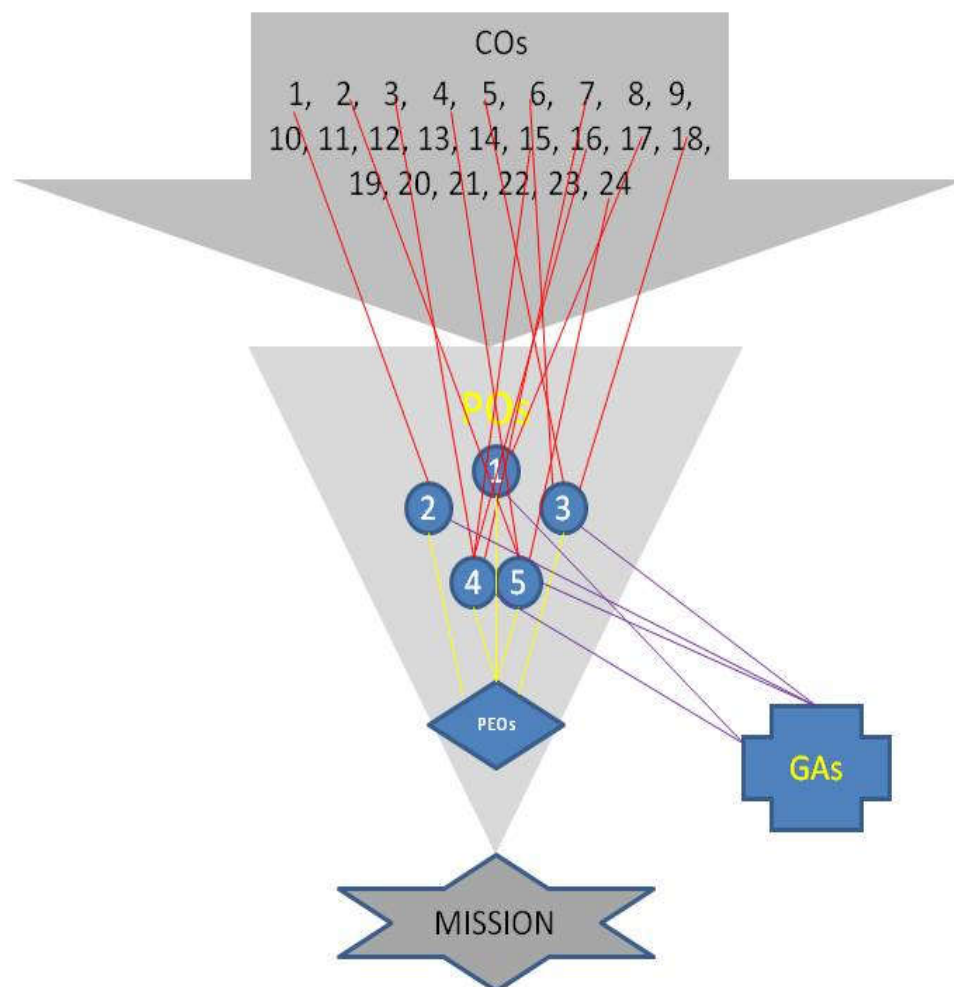 COs
1, 2, 3, 4, 5, 6, 7, 8, 9,
10, 11, 12, 13, 14, 15, 16, 17, 18,
19, 20, 21, 22, 23, 24
POs
1
2 3
4 5
PEOs
GAs
MISSION